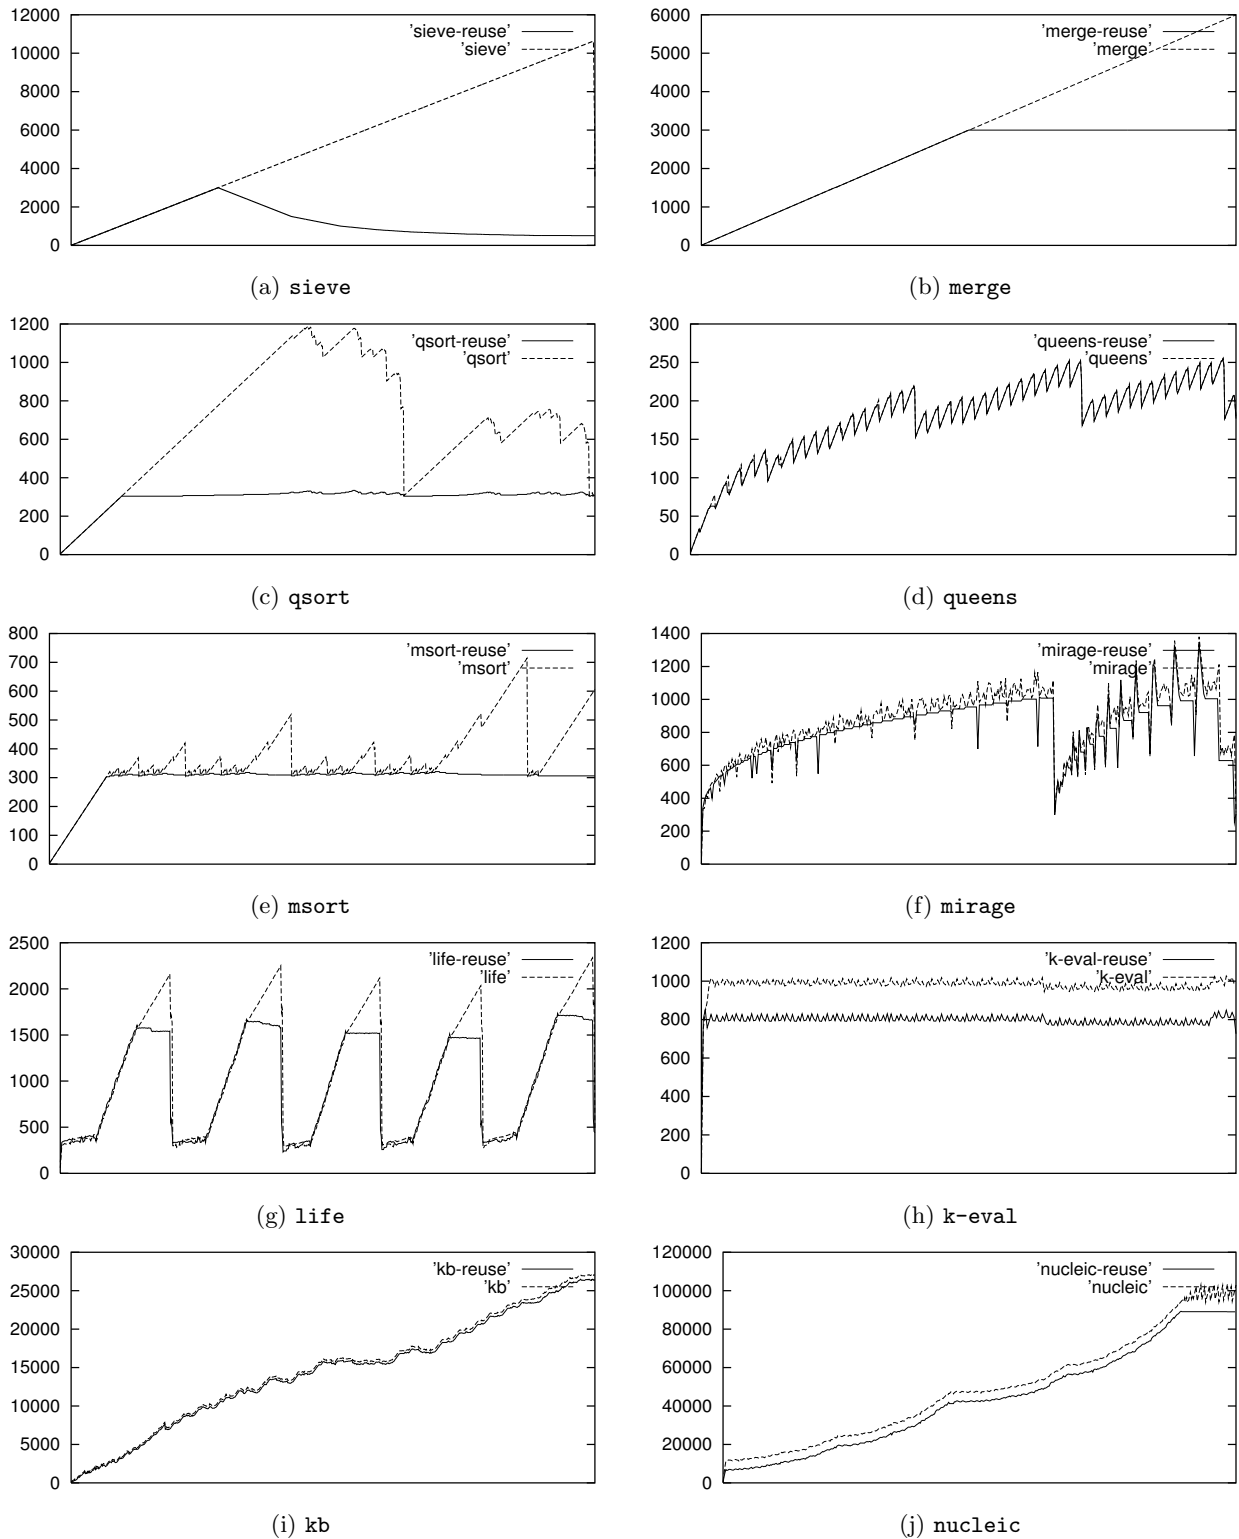 12000
10000
8000
6000
4000
2000
0
'sieve-reuse'
'sieve'
(a) sieve
6000
5000
4000
3000
2000
1000
0
'merge-reuse'
'merge'
(b) merge
1200
1000
800
600
400
200
0
'qsort-reuse'
'qsort'
(c) qsort
300
250
200
150
100
50
0
'queens-reuse'
'queens'
(d) queens
800
700
600
500
400
300
200
100
0
'msort-reuse'
'msort'
(e) msort
1400
1200
1000
800
600
400
200
0
'mirage-reuse'
'mirage'
(f) mirage
2500
2000
1500
1000
500
0
'life-reuse'
'life'
(g) life
1200
1000
800
600
400
200
0
'k-eval-reuse'
'k-eval'
(h) k-eval
30000
25000
20000
15000
10000
5000
0
'kb-reuse'
'kb'
(i) kb
120000
100000
80000
60000
40000
20000
0
'nucleic-reuse'
'nucleic'
(j) nucleic